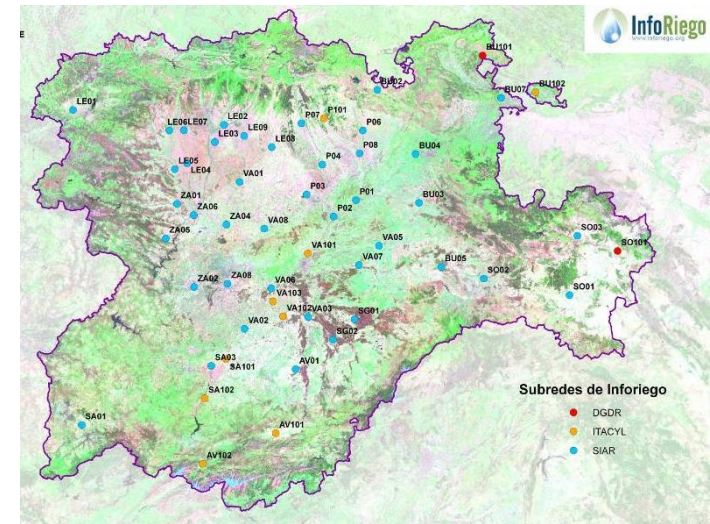 E
InfoRiego
www.inforiego.org
BU101
BU02
BU102
BU07
LE01
P101
P07
LE02
LE06
LE07
P06
LE09
LE03
LE08
P08
BU04
P04
LE05
LE04
VA01
P03
P01
BU03
ZA01
ZA06
P02
ZA04
VA08
ZA05
SO03
VA05
SO101
VA101
VA07
BU05
SO02
ZA02
ZA08
VA06
SO01
VA103
VA102
VA03
SG01
VA02
SG02
SA03
SA101
AV01
Subredes de Inforiego
SA102
DGDR
SA01
AV101
ITACYL
AV102
SIAR